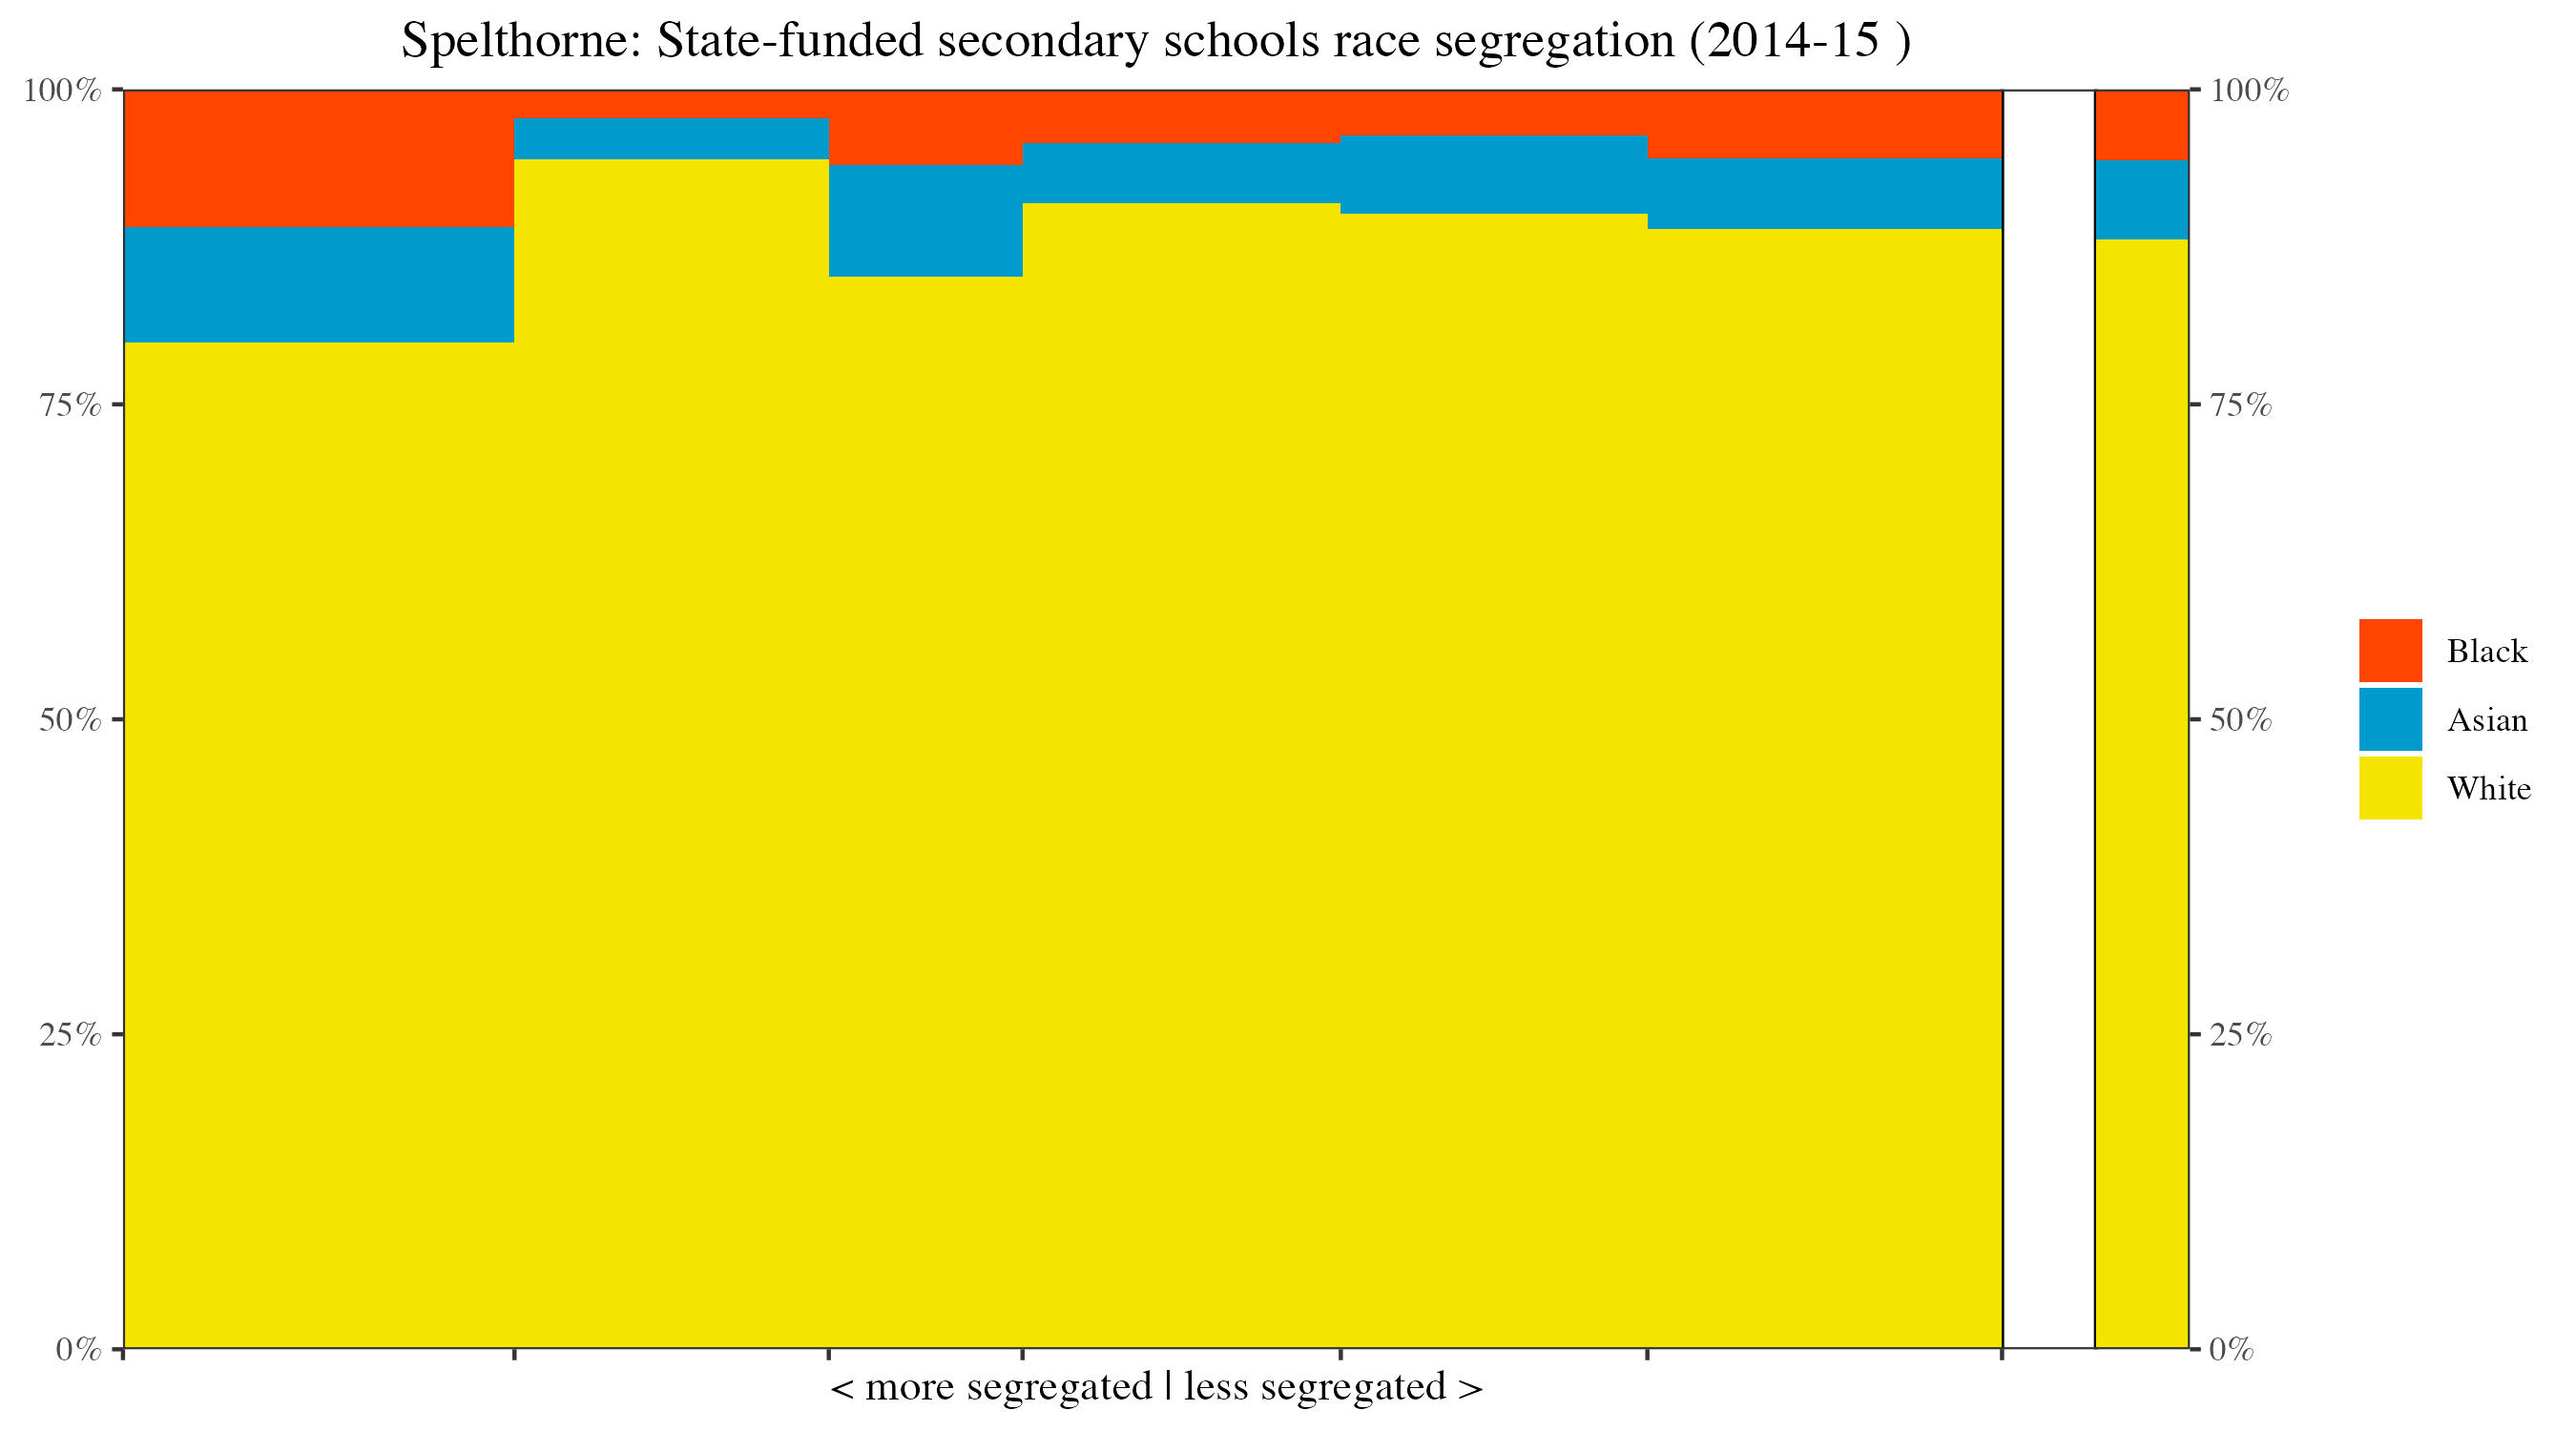 Spelthorne: State-funded secondary schools race segregation (2014-15 )
100%
75%
50%
25%
0%
100%
75%
50%
25%
0%
Black
Asian
White
< more segregated | less segregated >